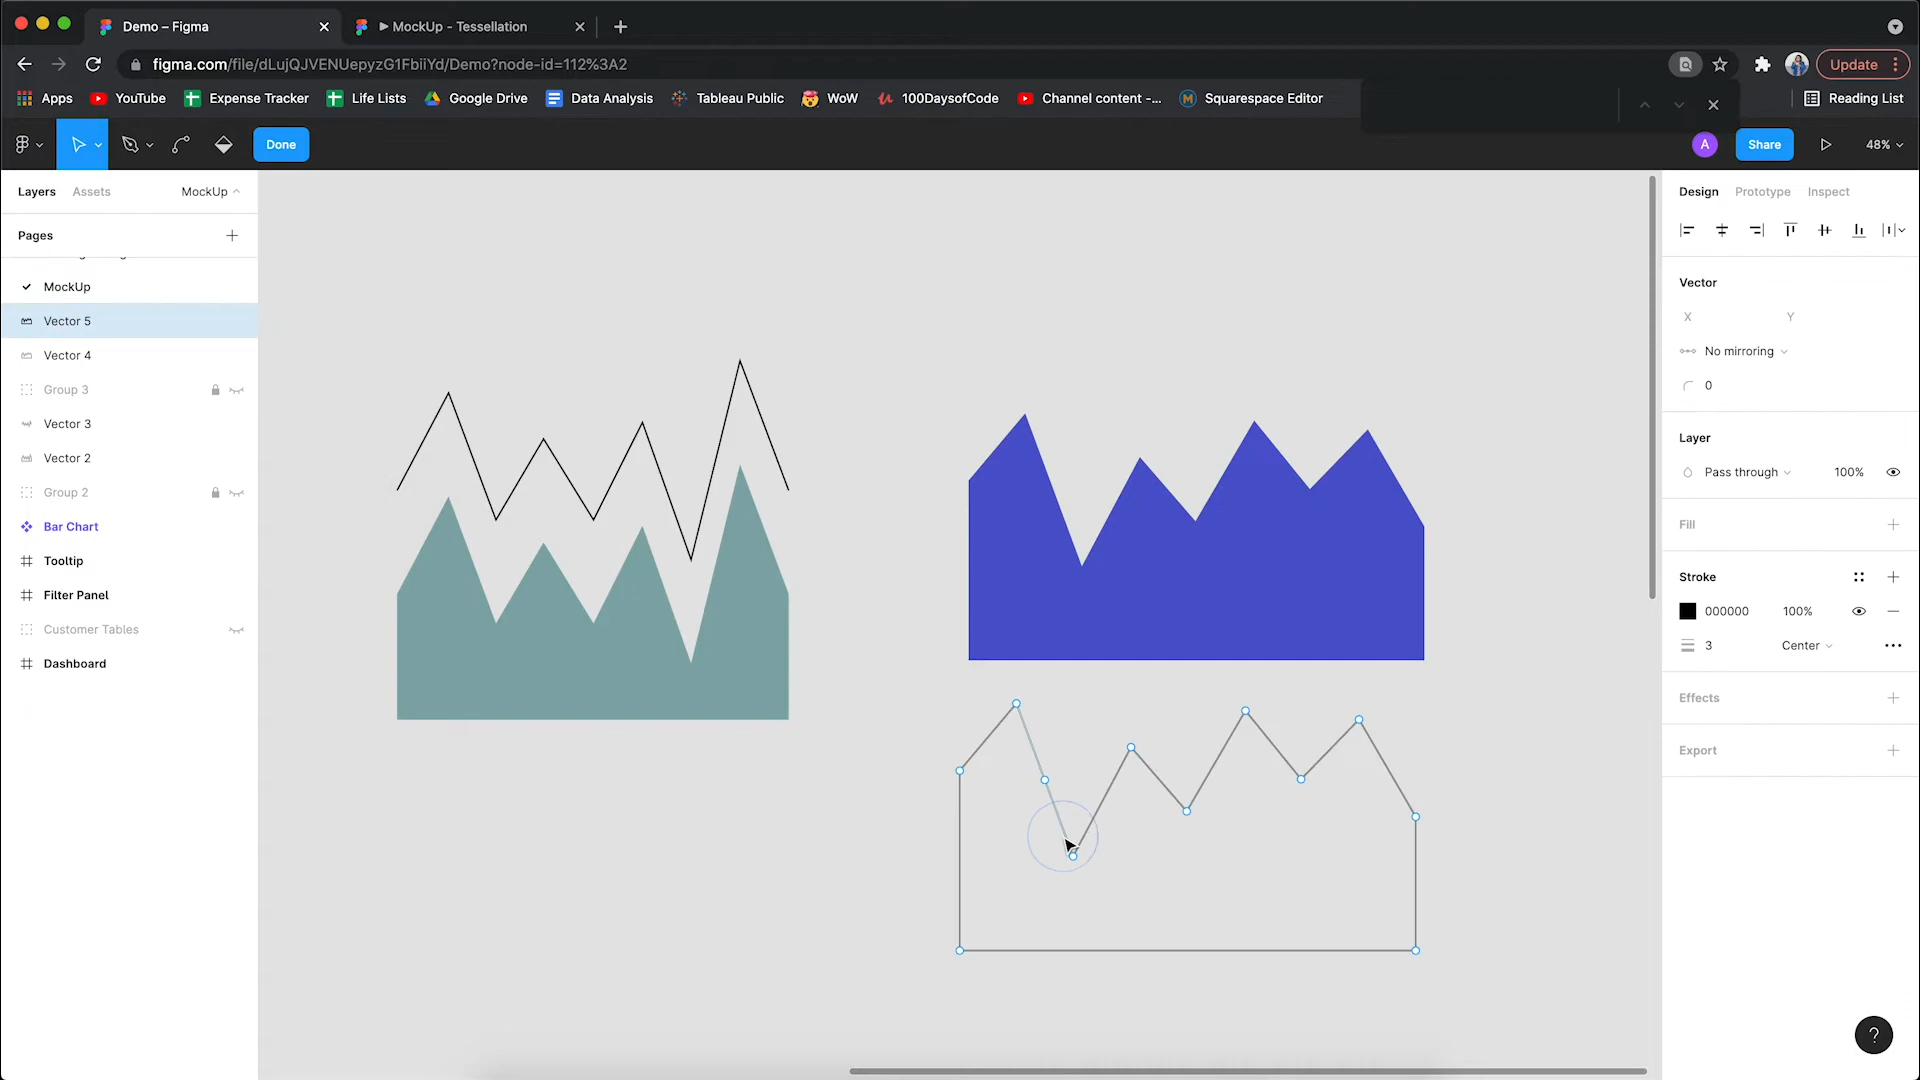 Demo – Figma
MockUp - Tessellation
figma.com/file/dLujQJVENUepyzG1FbiiYd/Demo?node-id=112%3A2
Update
Apps
YouTube
Expense Tracker
Life Lists
Google Drive
Data Analysis
Tableau Public
WoW
100DaysofCode
Channel content -...
Squarespace Editor
Reading List
Done
A
Share
48%
Layers
Assets
MockUp
Pages
MockUp
Vector 5
Vector 4
Group 3
Vector 3
Vector 2
Group 2
Bar Chart
Tooltip
Filter Panel
Customer Tables
Dashboard
Design
Prototype
Inspect
Vector
X
Y
No mirroring
0
Layer
Pass through
100%
Fill
Stroke
000000
100%
3
Center
Effects
Export
?